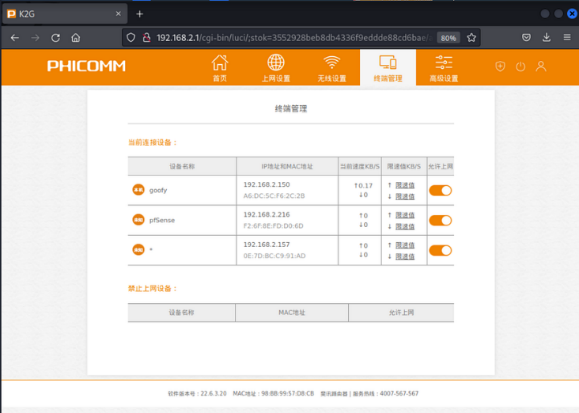 K2G
192.168.2.1/cgi-bin/luci/;stok=3552928beb8db4336f9eddde88cd6bae/ 80%
PHICOMM
首页 上网设置 无线设置 终端管理 高级设置
终端管理
当前连接设备：
设备名称 IP地址和MAC地址 当前速度KB/S 限速值KB/S 允许上网
goofy 192.168.2.150 ↑0.17 ↑ 限速值
A6:DC:5C:F6:2C:2B ↓0 ↓ 限速值
pfSense 192.168.2.216 ↑0 ↑ 限速值
F2:6F:8E:FD:D0:6D ↓0 ↓ 限速值
* 192.168.2.157 ↑0 ↑ 限速值
0E:7D:BC:C9:01:AD ↓0 ↓ 限速值
禁止上网设备：
设备名称 MAC地址 允许上网
软件版本号：22.6.3.20 MAC地址：98:BB:99:57:DB:CB 斐讯路由器 | 服务热线：4007-567-567